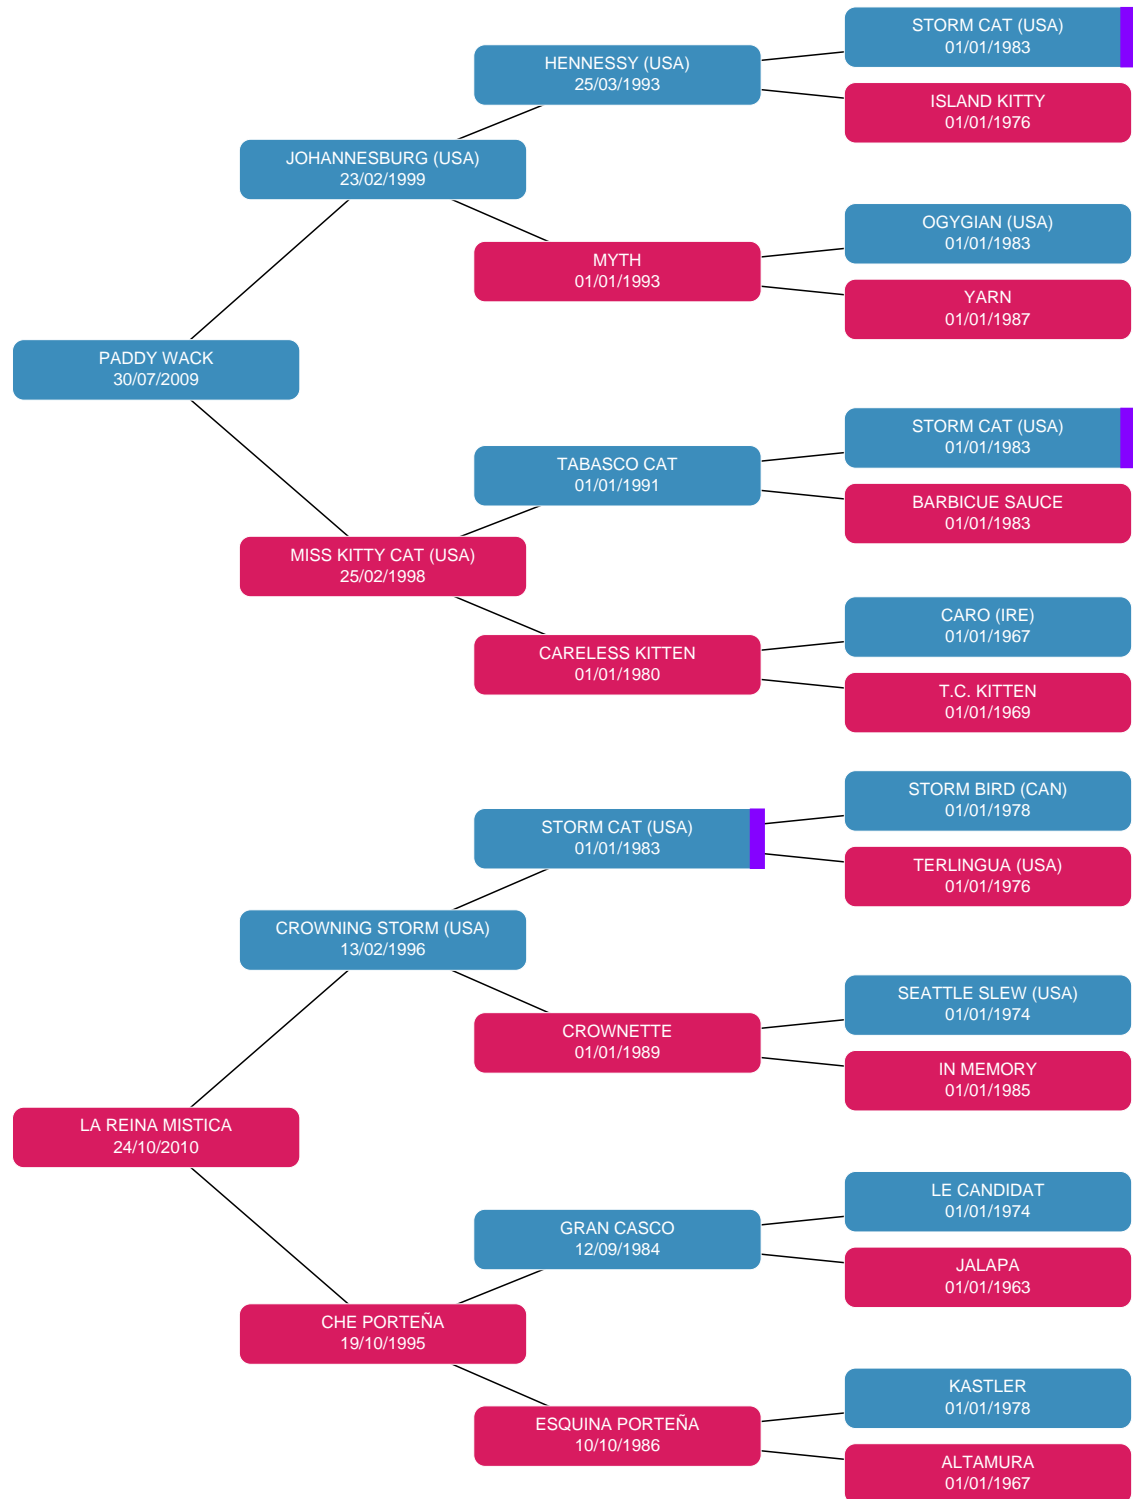 STORM CAT (USA)
01/01/1983
HENNESSY (USA)
25/03/1993
ISLAND KITTY
01/01/1976
JOHANNESBURG (USA)
23/02/1999
OGYGIAN (USA)
01/01/1983
MYTH
01/01/1993
YARN
01/01/1987
PADDY WACK
30/07/2009
STORM CAT (USA)
01/01/1983
TABASCO CAT
01/01/1991
BARBICUE SAUCE
01/01/1983
MISS KITTY CAT (USA)
25/02/1998
CARO (IRE)
01/01/1967
CARELESS KITTEN
01/01/1980
T.C. KITTEN
01/01/1969
STORM BIRD (CAN)
01/01/1978
STORM CAT (USA)
01/01/1983
TERLINGUA (USA)
01/01/1976
CROWNING STORM (USA)
13/02/1996
SEATTLE SLEW (USA)
01/01/1974
CROWNETTE
01/01/1989
IN MEMORY
01/01/1985
LA REINA MISTICA
24/10/2010
LE CANDIDAT
01/01/1974
GRAN CASCO
12/09/1984
JALAPA
01/01/1963
CHE PORTEÑA
19/10/1995
KASTLER
01/01/1978
ESQUINA PORTEÑA
10/10/1986
ALTAMURA
01/01/1967